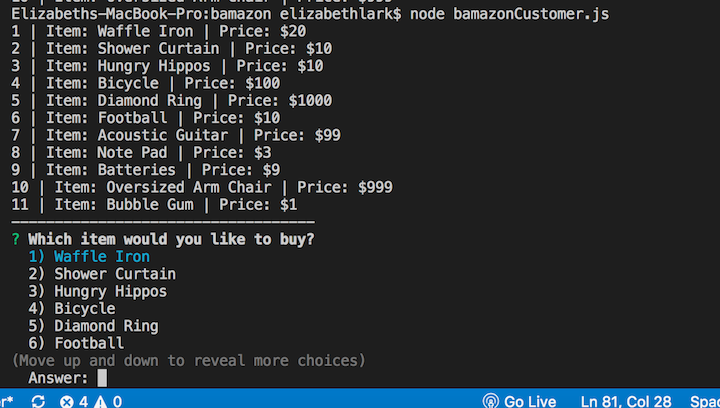 Elizabeths-MacBook-Pro:bamazon elizabethlark$ node bamazonCustomer.js
1 | Item: Waffle Iron | Price: $20
2 | Item: Shower Curtain | Price: $10
3 | Item: Hungry Hippos | Price: $10
4 | Item: Bicycle | Price: $100
5 | Item: Diamond Ring | Price: $1000
6 | Item: Football | Price: $10
7 | Item: Acoustic Guitar | Price: $99
8 | Item: Note Pad | Price: $3
9 | Item: Batteries | Price: $9
10 | Item: Oversized Arm Chair | Price: $999
11 | Item: Bubble Gum | Price: $1
-----------------------------------
? Which item would you like to buy?
1) Waffle Iron
2) Shower Curtain
3) Hungry Hippos
4) Bicycle
5) Diamond Ring
6) Football
(Move up and down to reveal more choices)
Answer:
r* 4 0 Go Live Ln 81, Col 28 Spac